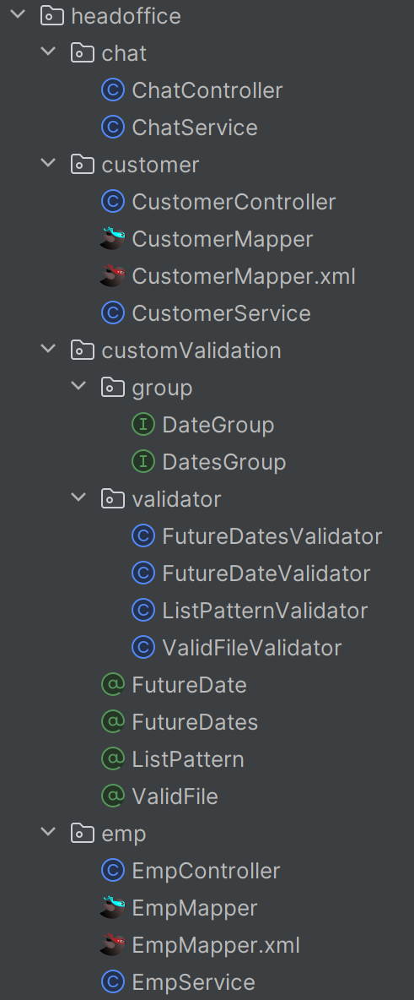 headoffice
chat
ChatController
ChatService
customer
CustomerController
CustomerMapper
CustomerMapper.xml
CustomerService
customValidation
group
DateGroup
DatesGroup
validator
FutureDatesValidator
FutureDateValidator
ListPatternValidator
ValidFileValidator
FutureDate
FutureDates
ListPattern
ValidFile
emp
EmpController
EmpMapper
EmpMapper.xml
EmpService